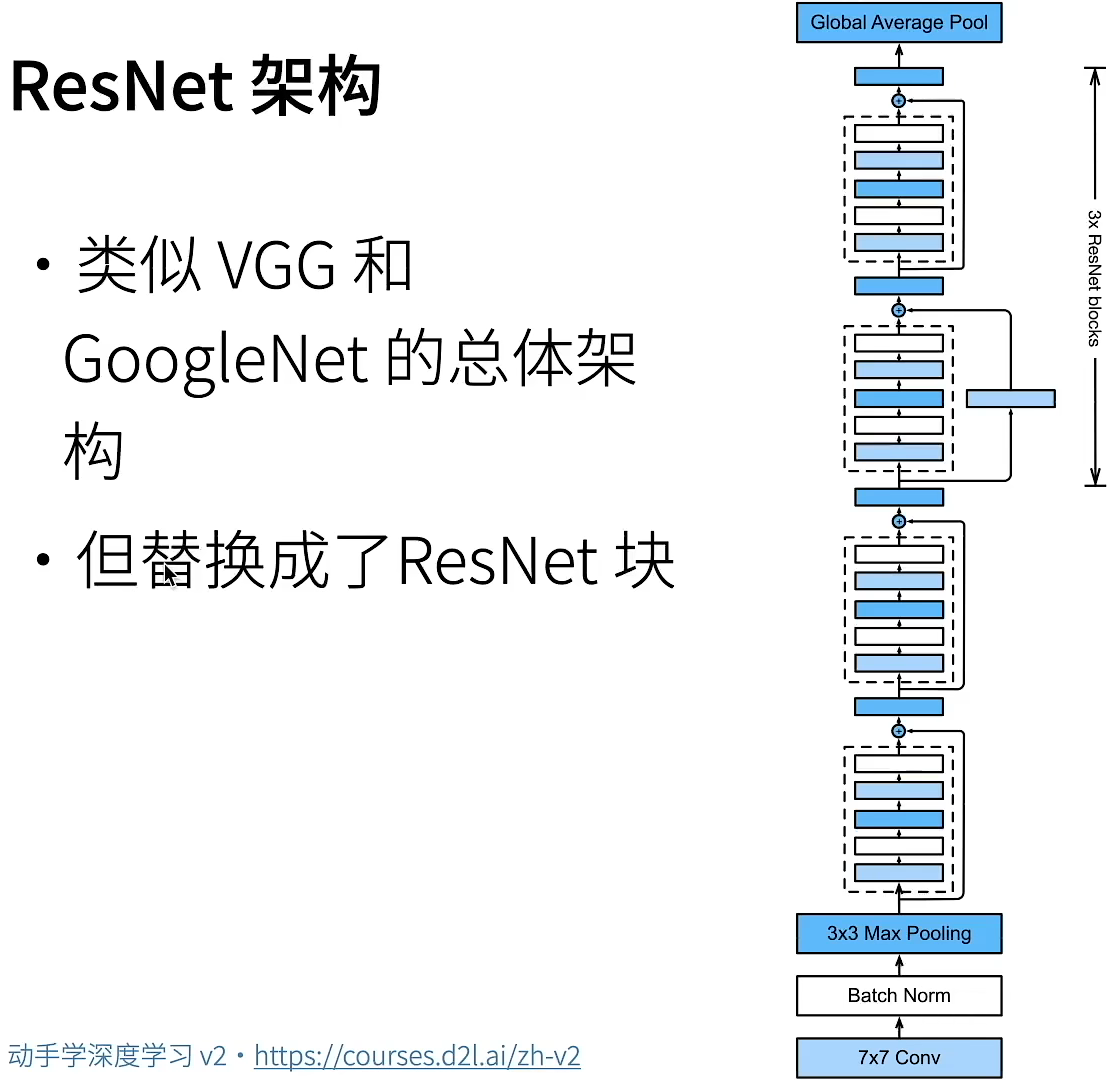 ResNet 架构
• 类似 VGG 和
GoogleNet 的总体架
构
• 但替换成了ResNet 块
动手学深度学习 v2 • https://courses.d2l.ai/zh-v2
Global Average Pool
3x ResNet blocks
3x3 Max Pooling
Batch Norm
7x7 Conv